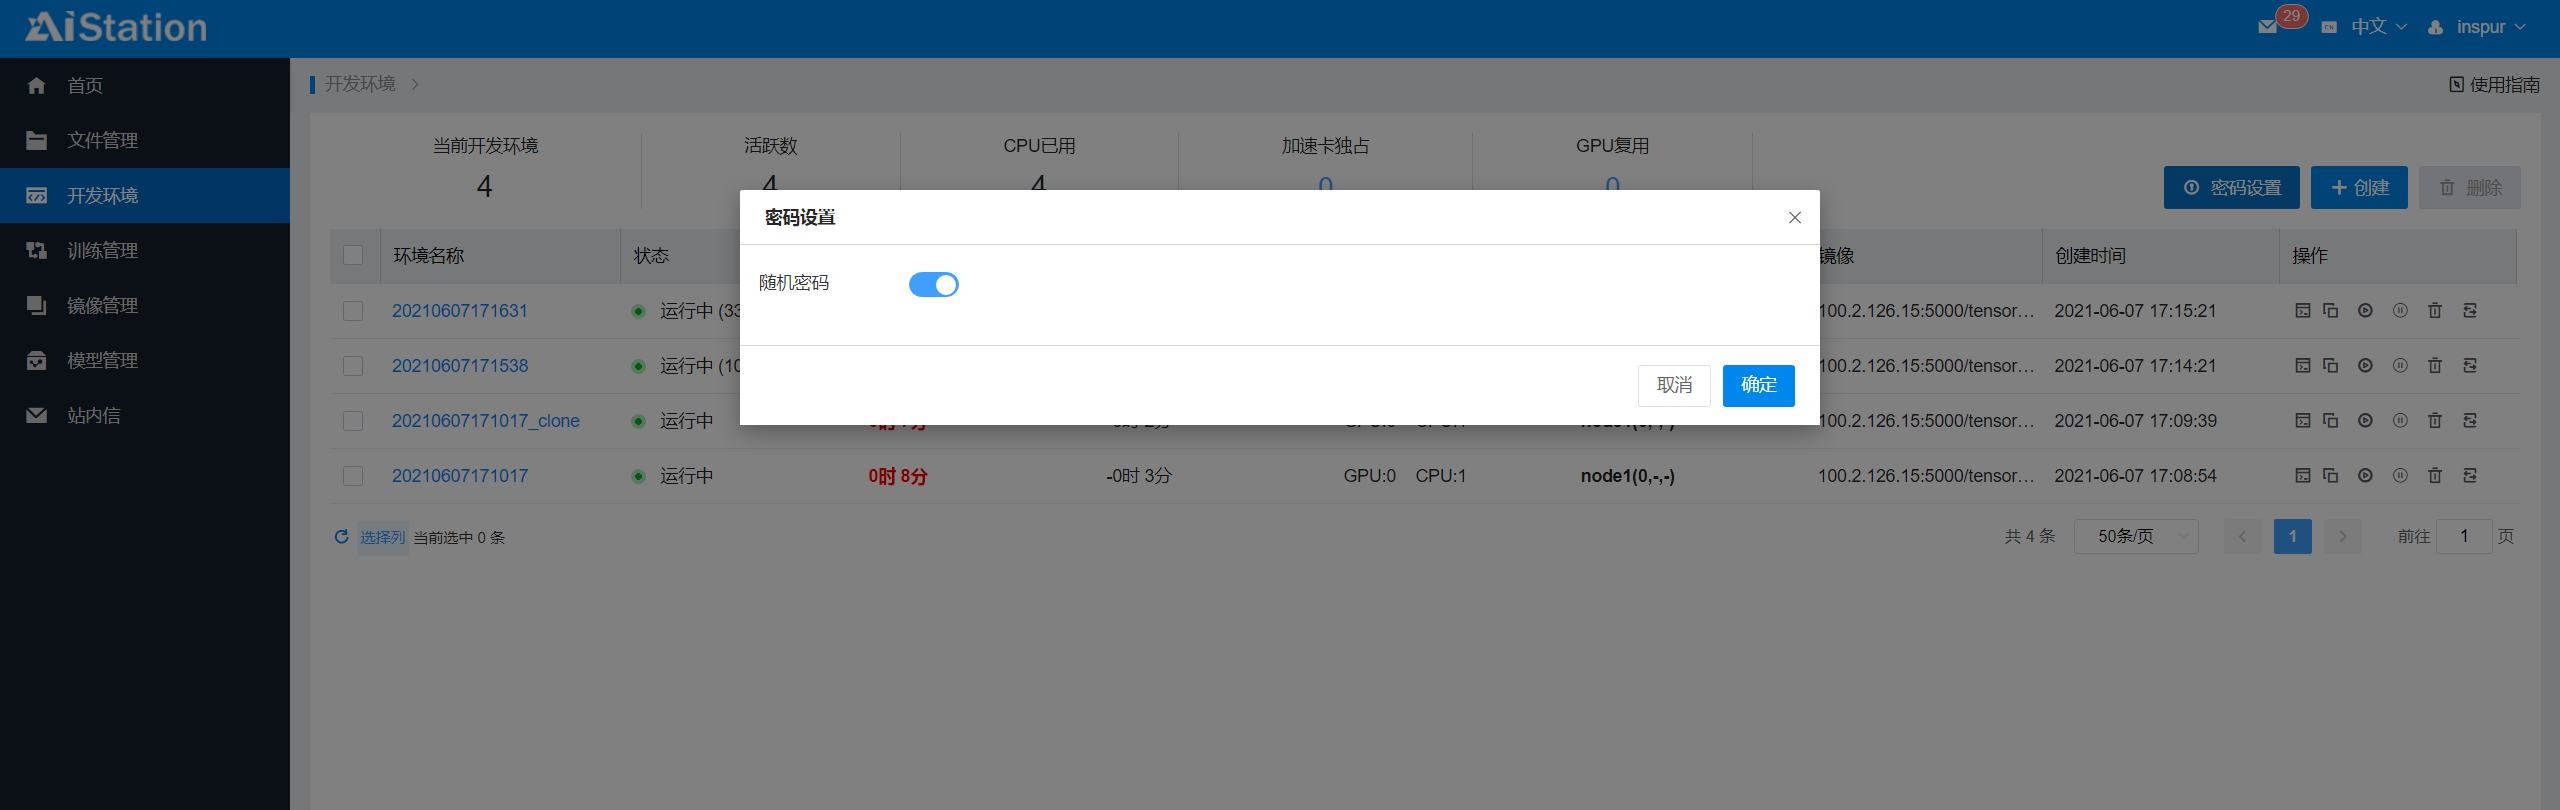 AiStation
29
中文
inspur
首页
文件管理
开发环境
训练管理
镜像管理
模型管理
站内信
开发环境 >
使用指南
当前开发环境 活跃数 CPU已用 加速卡独占 GPU复用
4 4 4 0 0
密码设置 + 创建 删除
密码设置
随机密码
取消 确定
环境名称 状态 镜像 创建时间 操作
20210607171631 运行中 (33 100.2.126.15:5000/tensor... 2021-06-07 17:15:21
20210607171538 运行中 (10 100.2.126.15:5000/tensor... 2021-06-07 17:14:21
20210607171017_clone 运行中 100.2.126.15:5000/tensor... 2021-06-07 17:09:39
20210607171017 运行中 0时 8分 -0时 3分 GPU:0 CPU:1 node1(0,-,-) 100.2.126.15:5000/tensor... 2021-06-07 17:08:54
选择列 当前选中 0 条
共 4 条 50条/页 < 1 > 前往 1 页